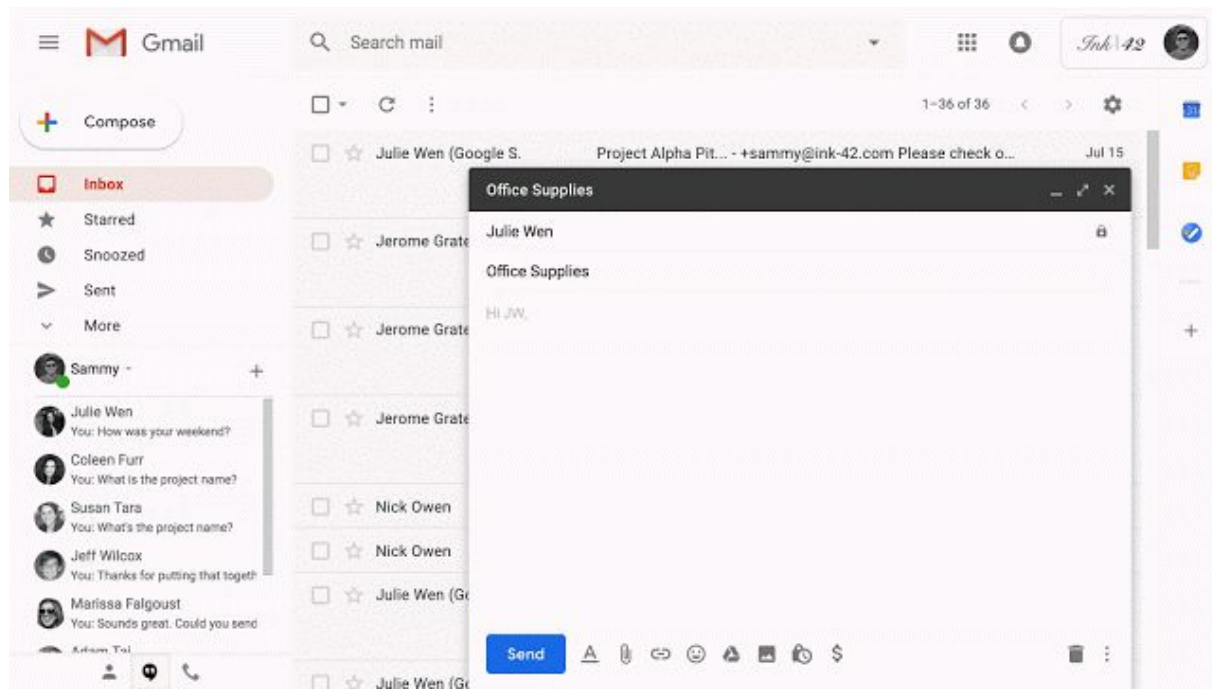 Gmail
Search mail
Ink 42
Compose
1-36 of 36
Julie Wen (Google S. Project Alpha Pit... - +sammy@ink-42.com Please check o... Jul 15
Inbox
Starred
Snoozed
Sent
More
Sammy
Julie Wen
You: How was your weekend?
Coleen Furr
You: What is the project name?
Susan Tara
You: What's the project name?
Jeff Wilcox
You: Thanks for putting that togeth
Marissa Falgoust
You: Sounds great. Could you send
Adam Tai
Jerome Grate
Jerome Grate
Jerome Grate
Nick Owen
Nick Owen
Julie Wen (Go
Julie Wen (Go
Office Supplies
Julie Wen
Office Supplies
Hi JW,
Send
31